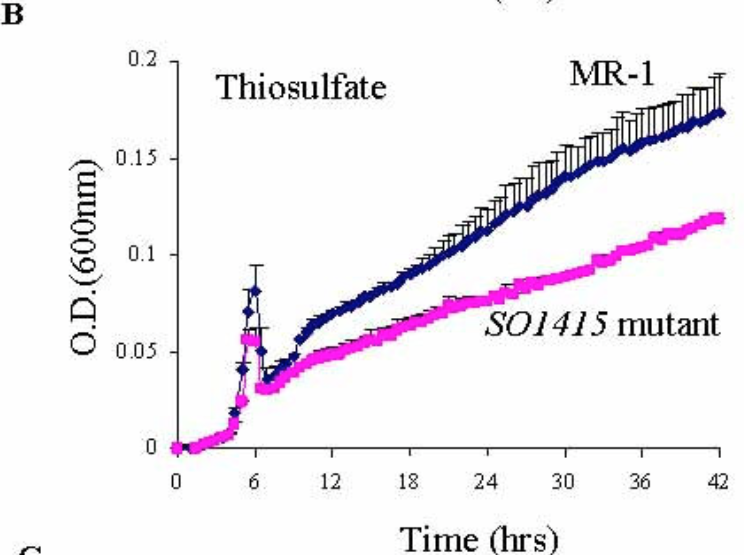 B
Thiosulfate
MR-1
0.2
0.15
0.1
0.05
0
O.D.(600nm)
SO1415 mutant
0 6 12 18 24 30 36 42
Time (hrs)